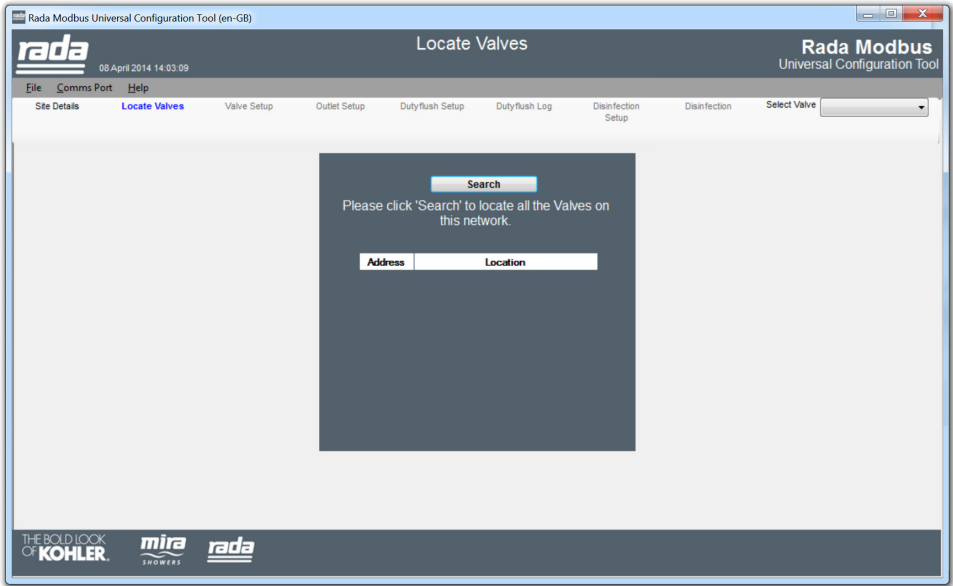 rada Rada Modbus Universal Configuration Tool (en-GB)
rada
08 April 2014 14:03:09
Locate Valves
Rada Modbus
Universal Configuration Tool
File Comms Port Help
Site Details Locate Valves Valve Setup Outlet Setup Dutyflush Setup Dutyflush Log Disinfection Setup Disinfection Select Valve
Search
Please click 'Search' to locate all the Valves on
this network.
Address Location
THE BOLD LOOK
OF KOHLER.
mira
SHOWERS
rada